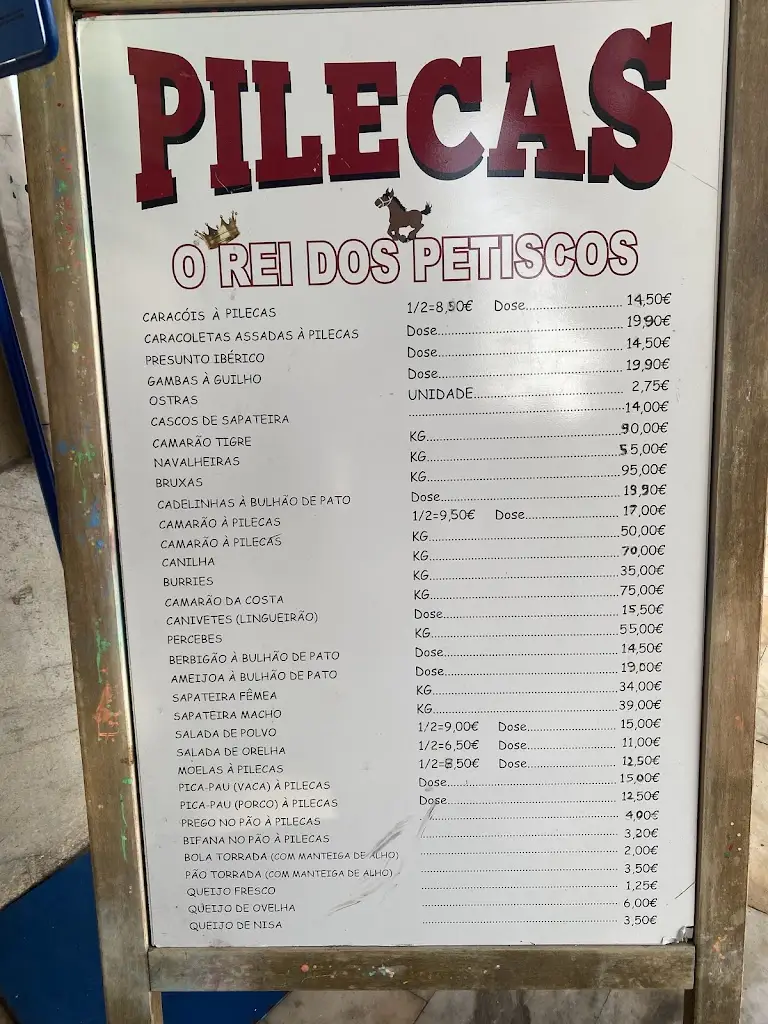 PILECAS
O REI DOS PETISCOS
CARACÓIS À PILECAS 1/2=8,50€ Dose 14,50€
CARACOLETAS ASSADAS À PILECAS Dose 19,90€
PRESUNTO IBÉRICO Dose 14,50€
GAMBAS À GUILHO Dose 19,90€
OSTRAS UNIDADE 2,75€
CASCOS DE SAPATEIRA 14,00€
CAMARÃO TIGRE KG 90,00€
NAVALHEIRAS KG 55,00€
BRUXAS KG 95,00€
CADELINHAS À BULHÃO DE PATO Dose 19,90€
CAMARÃO À PILECAS 1/2=9,50€ Dose 17,00€
CAMARÃO À PILECAS KG 50,00€
CANILHA KG 70,00€
BURRIES KG 35,00€
CAMARÃO DA COSTA KG 75,00€
CANIVETES (LINGUEIRÃO) Dose 15,50€
PERCEBES KG 55,00€
BERBIGÃO À BULHÃO DE PATO Dose 14,50€
AMEIJOA À BULHÃO DE PATO Dose 19,00€
SAPATEIRA FÊMEA KG 34,00€
SAPATEIRA MACHO KG 39,00€
SALADA DE POLVO 1/2=9,00€ Dose 15,00€
SALADA DE ORELHA 1/2=6,50€ Dose 11,00€
MOELAS À PILECAS 1/2=8,50€ Dose 12,50€
PICA-PAU (VACA) À PILECAS Dose 15,00€
PICA-PAU (PORCO) À PILECAS Dose 12,50€
PREGO NO PÃO À PILECAS 4,00€
BIFANA NO PÃO À PILECAS 3,20€
BOLA TORRADA (COM MANTEIGA DE ALHO) 2,00€
PÃO TORRADA (COM MANTEIGA DE ALHO) 3,50€
QUEIJO FRESCO 1,25€
QUEIJO DE OVELHA 6,00€
QUEIJO DE NISA 3,50€